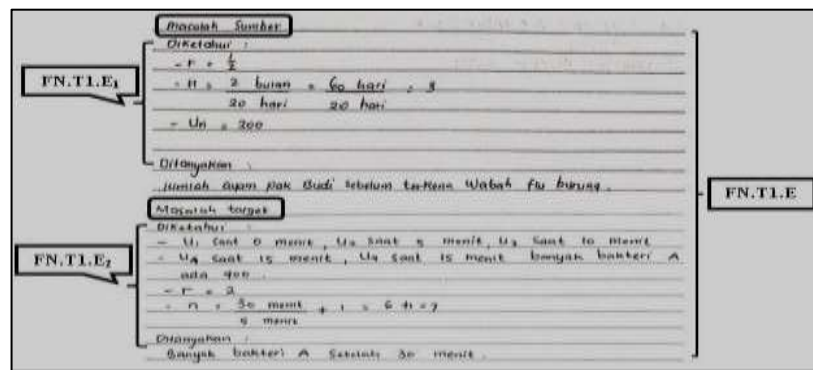 Masalah Sumber
Diketahui :
- r = 1/2
- n = 2 bulan / 20 hari = 60 hari / 20 hari = 3
- Un = 200
Ditanyakan :
Jumlah ayam pak Budi sebelum terkena Wabah flu burung.
Masalah target
Diketahui :
- U1 saat 0 menit, U2 saat 5 menit, U3 saat 10 menit
- U4 saat 15 menit, U4 saat 15 menit banyak bakteri A
ada 400.
- r = 2
- n = 30 menit / 5 menit + 1 = 6 + 1 = 7
Ditanyakan :
Banyak bakteri A setelah 30 menit.
FN.T1.E1
FN.T1.E2
FN.T1.E